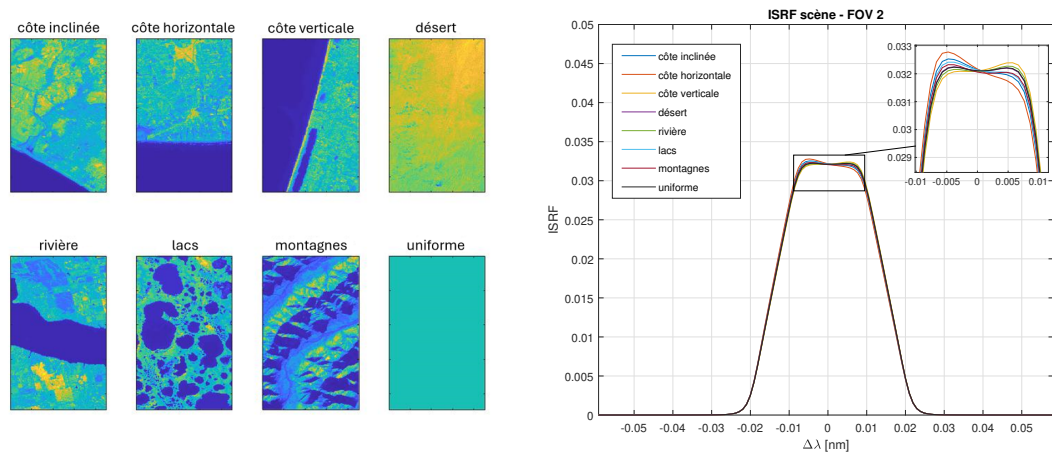 côte inclinée
côte horizontale
côte verticale
désert
rivière
lacs
montagnes
uniforme
ISRF scène - FOV 2
ISRF
0.05
0.045
0.04
0.035
0.03
0.025
0.02
0.015
0.01
0.005
0
côte inclinée
côte horizontale
côte verticale
désert
rivière
lacs
montagnes
uniforme
0.033
0.032
0.031
0.03
0.029
-0.01
-0.005
0
0.005
0.01
-0.05
-0.04
-0.03
-0.02
-0.01
0
0.01
0.02
0.03
0.04
0.05
Δλ [nm]